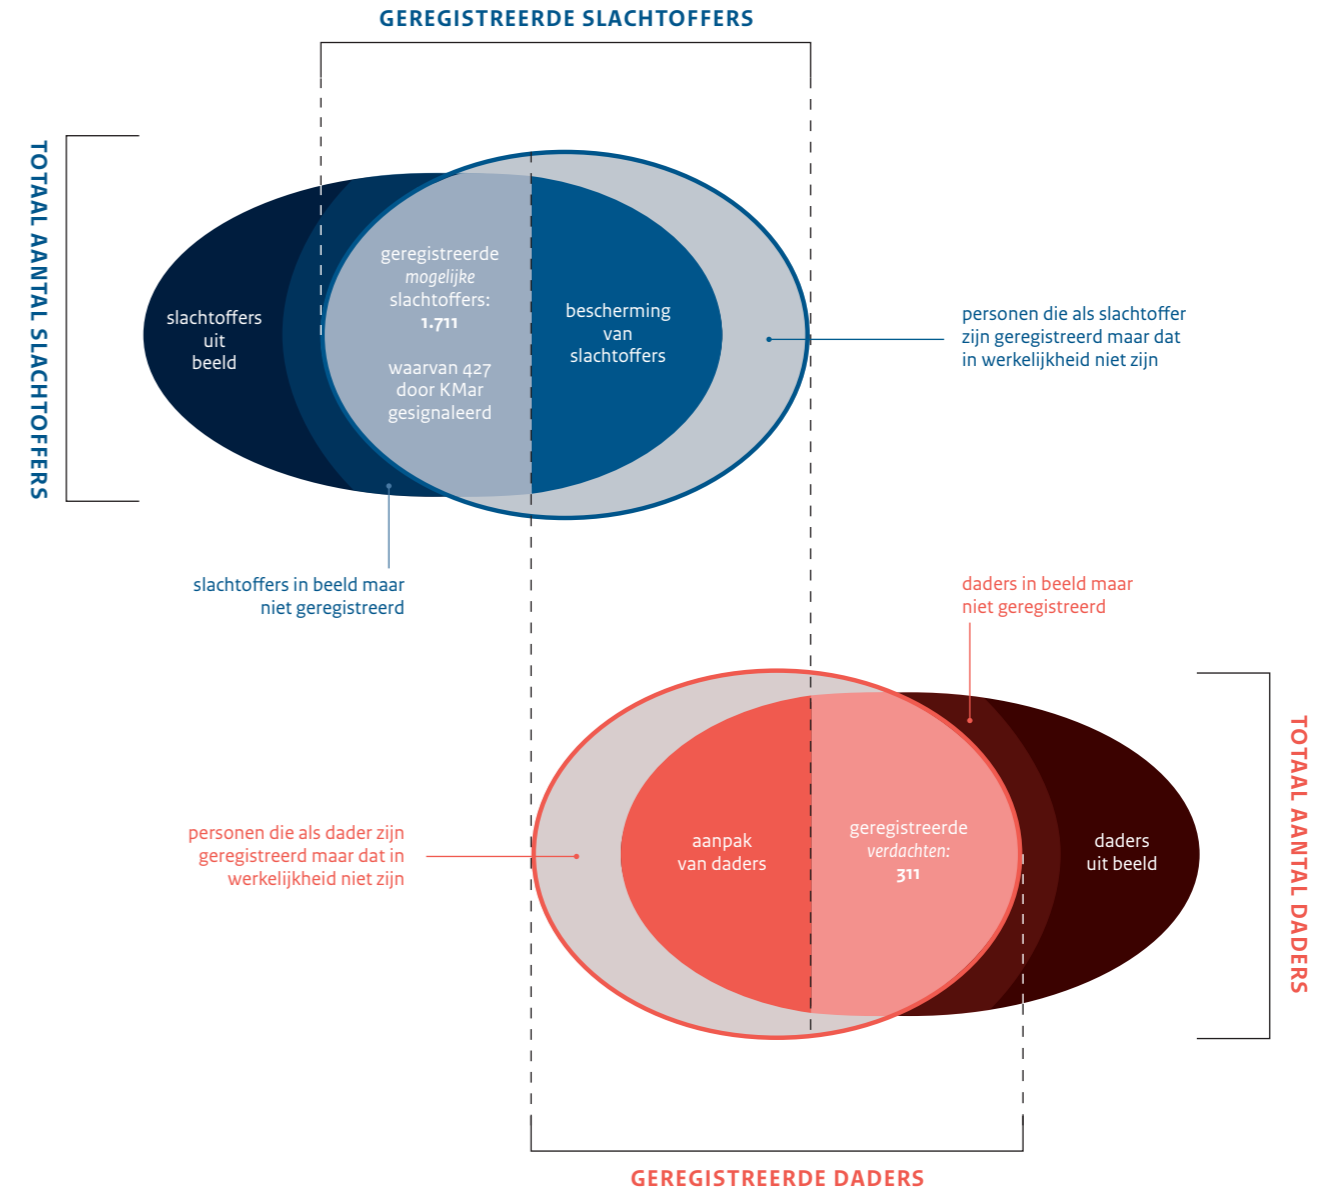 GEREGISTREERDE SLACHTOFFERS
TOTAAL AANTAL SLACHTOFFERS
slachtoffers
uit
beeld
geregistreerde
mogelijke
slachtoffers:
1.711
waarvan 427
door KMar
gesignaleerd
bescherming
van
slachtoffers
personen die als slachtoffer
zijn geregistreerd maar dat
in werkelijkheid niet zijn
slachtoffers in beeld maar
niet geregistreerd
daders in beeld maar
niet geregistreerd
personen die als dader zijn
geregistreerd maar dat in
werkelijkheid niet zijn
aanpak
van daders
geregistreerde
verdachten:
311
daders
uit beeld
TOTAAL AANTAL DADERS
GEREGISTREERDE DADERS